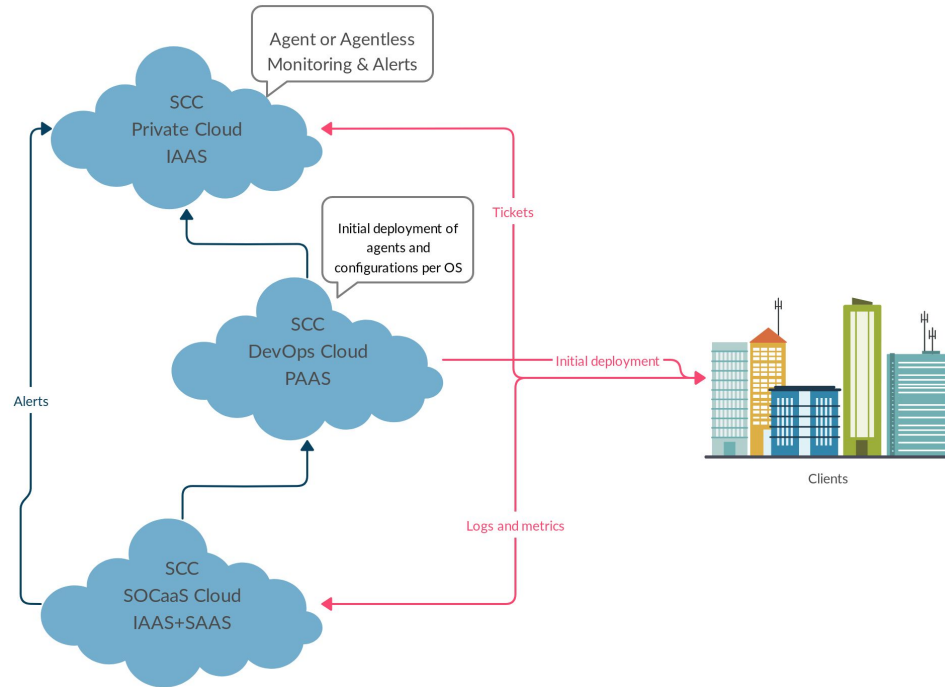 Agent or Agentless
Monitoring & Alerts
SCC
Private Cloud
IAAS
Tickets
Initial deployment of
agents and
configurations per OS
SCC
DevOps Cloud
PAAS
Initial deployment
Alerts
Clients
Logs and metrics
SCC
SOCaaS Cloud
IAAS+SAAS